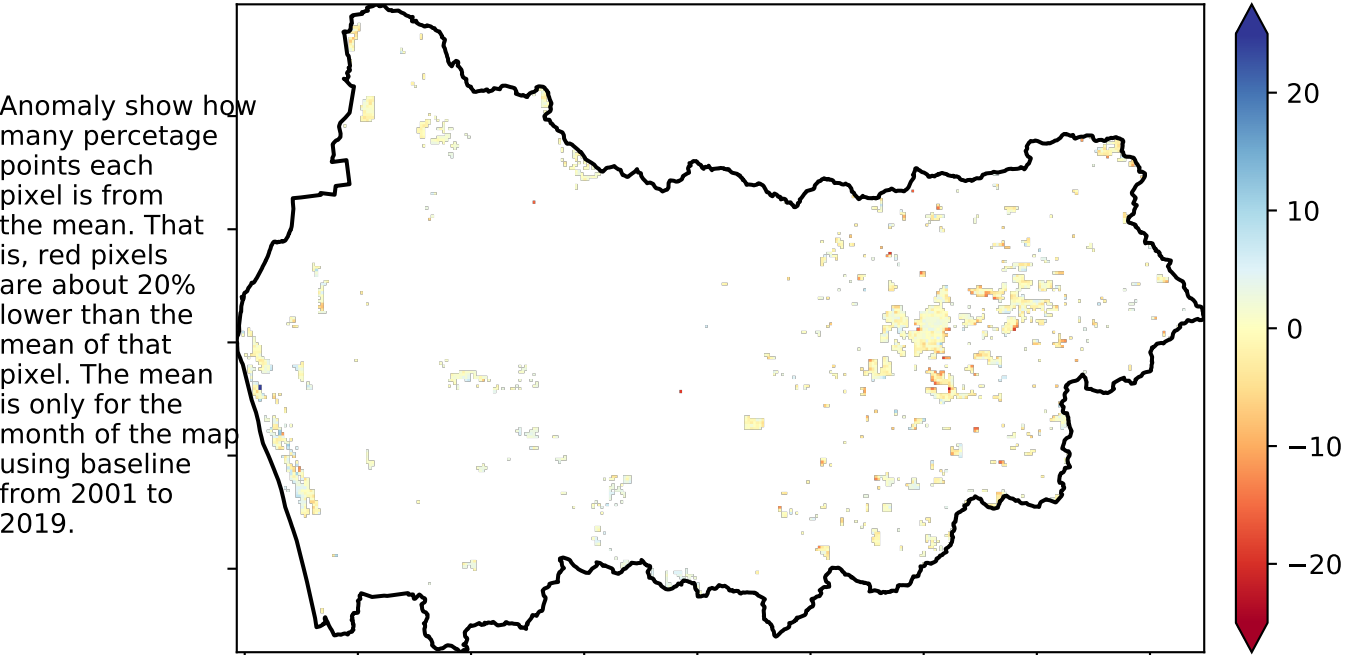 Anomaly show how
many percetage
points each
pixel is from
the mean. That
is, red pixels
are about 20%
lower than the
mean of that
pixel. The mean
is only for the
month of the map
using baseline
from 2001 to
2019.
20
10
0
−10
−20